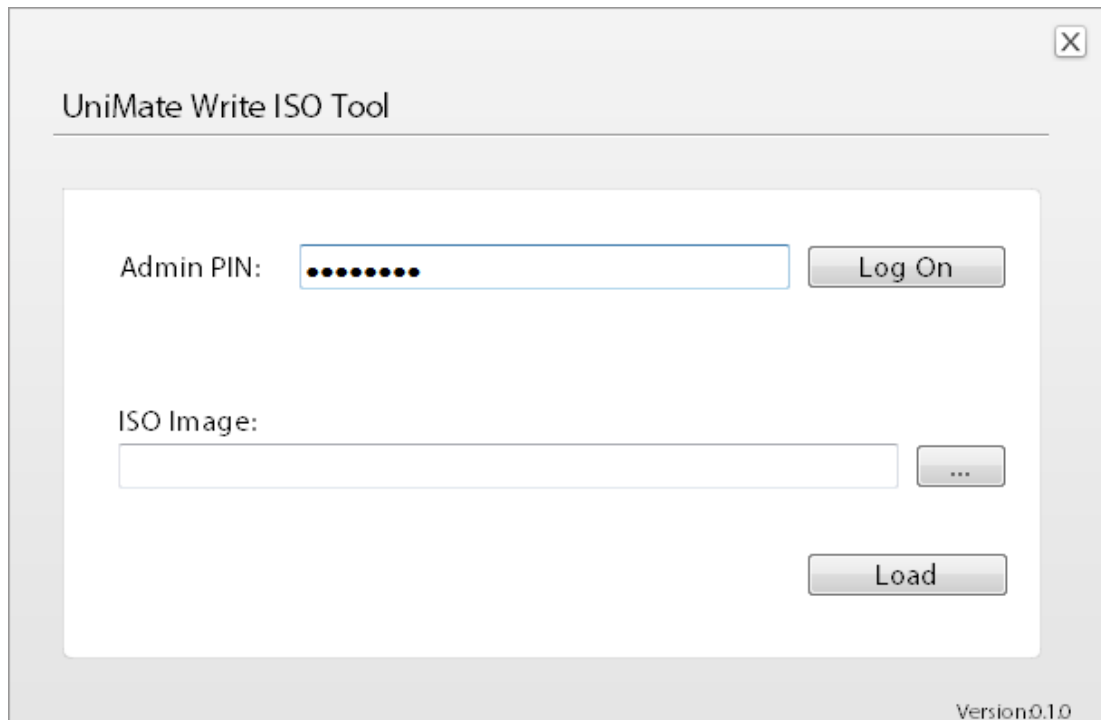 X
UniMate Write ISO Tool
Admin PIN: •••••••• Log On
ISO Image:
...
Load
Version:0.1.0